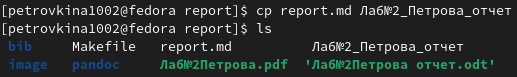 [petrovkina1002@fedora report]$ cp report.md Лаб№2_Петрова_отчет
[petrovkina1002@fedora report]$ ls
bib Makefile report.md Лаб№2_Петрова_отчет
image pandoc Лаб№2Петрова.pdf 'Лаб№2Петрова отчет.odt'